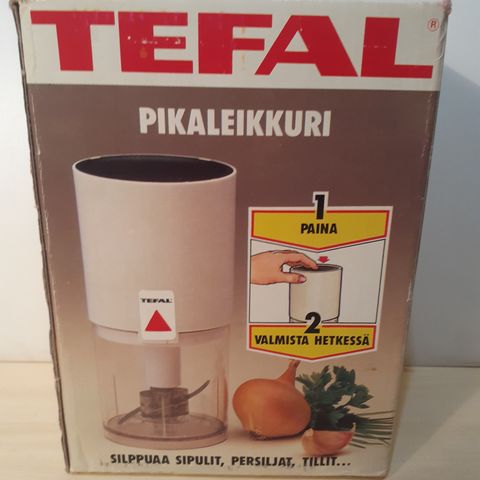 TEFAL®
PIKALEIKKURI
1
PAINA
2
VALMISTA HETKESSÄ
TEFAL
SILPPUAA SIPULIT, PERSILJAT, TILLIT...